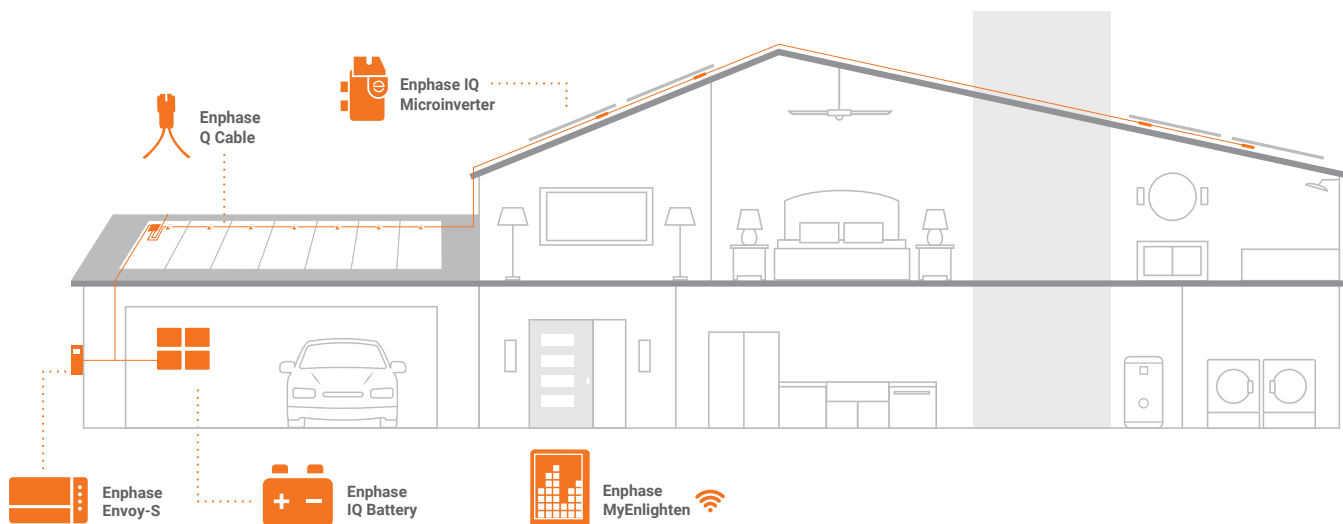 Enphase IQ
Microinverter
Enphase
Q Cable
Enphase
Envoy-S
Enphase
IQ Battery
Enphase
MyEnlighten